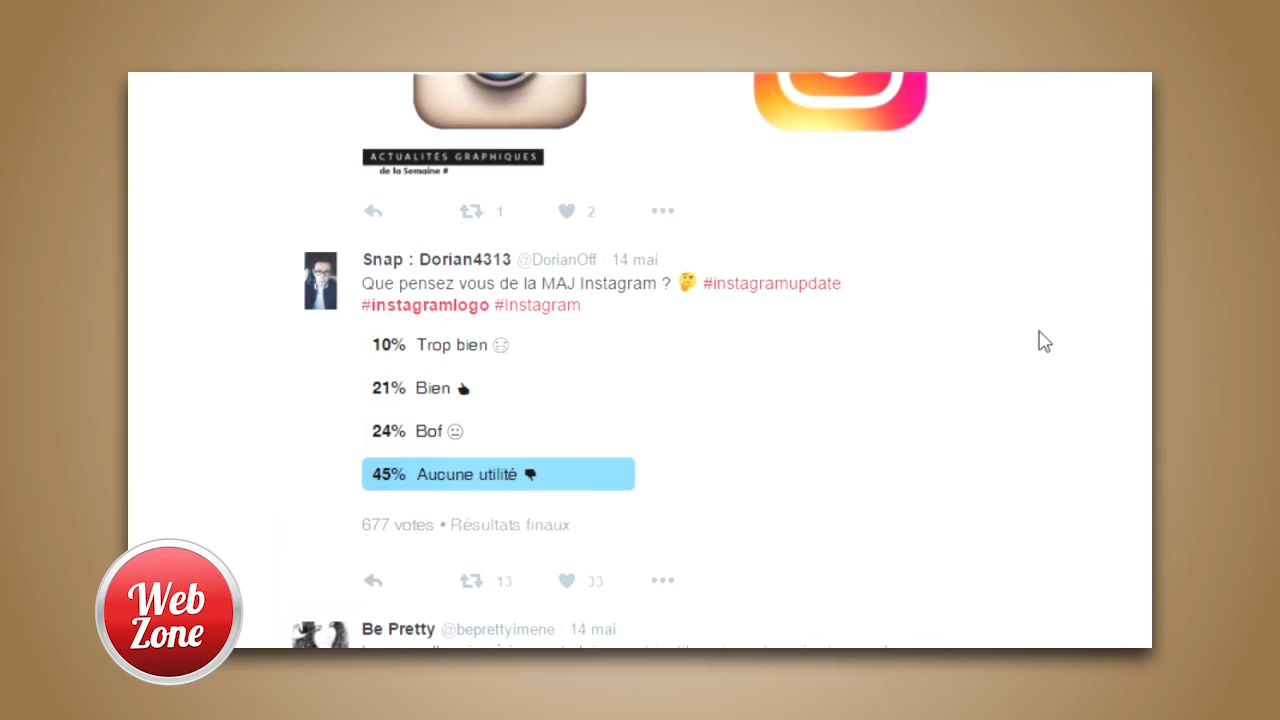 ACTUALITÉS GRAPHIQUES
de la Semaine #
1
2
Snap : Dorian4313 @DorianOff · 14 mai
Que pensez vous de la MAJ Instagram ? 🤔 #instagramupdate
#instagramlogo #Instagram
10% Trop bien
21% Bien
24% Bof
45% Aucune utilité
677 votes • Résultats finaux
13
33
Be Pretty @beprettyimene · 14 mai
Web
Zone